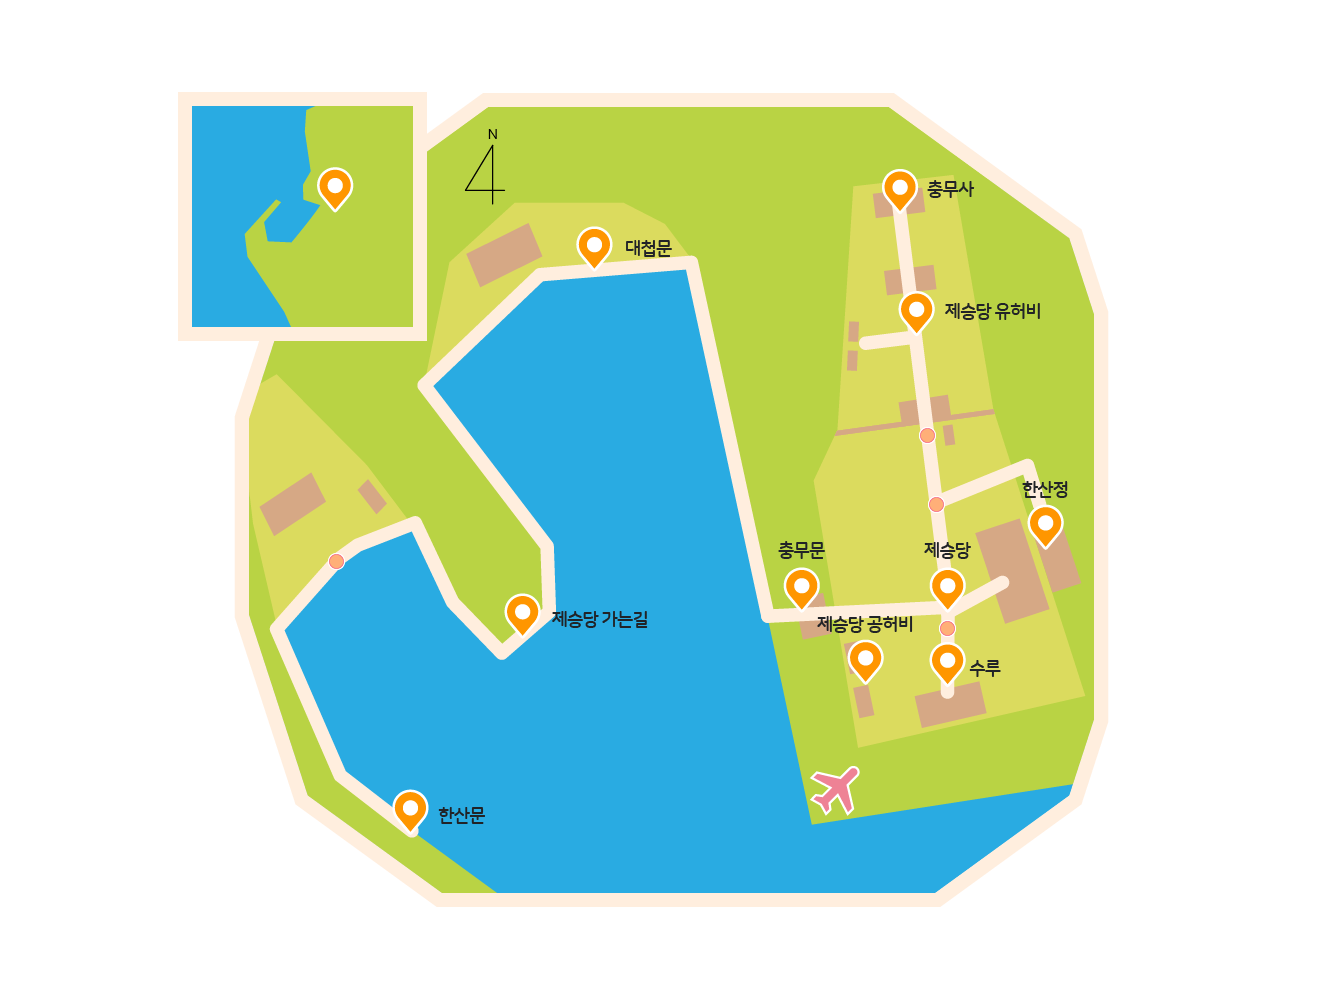 N
충무사
대첩문
제승당 유허비
한산정
충무문
제승당
제승당 가는길
제승당 공허비
수루
한산문